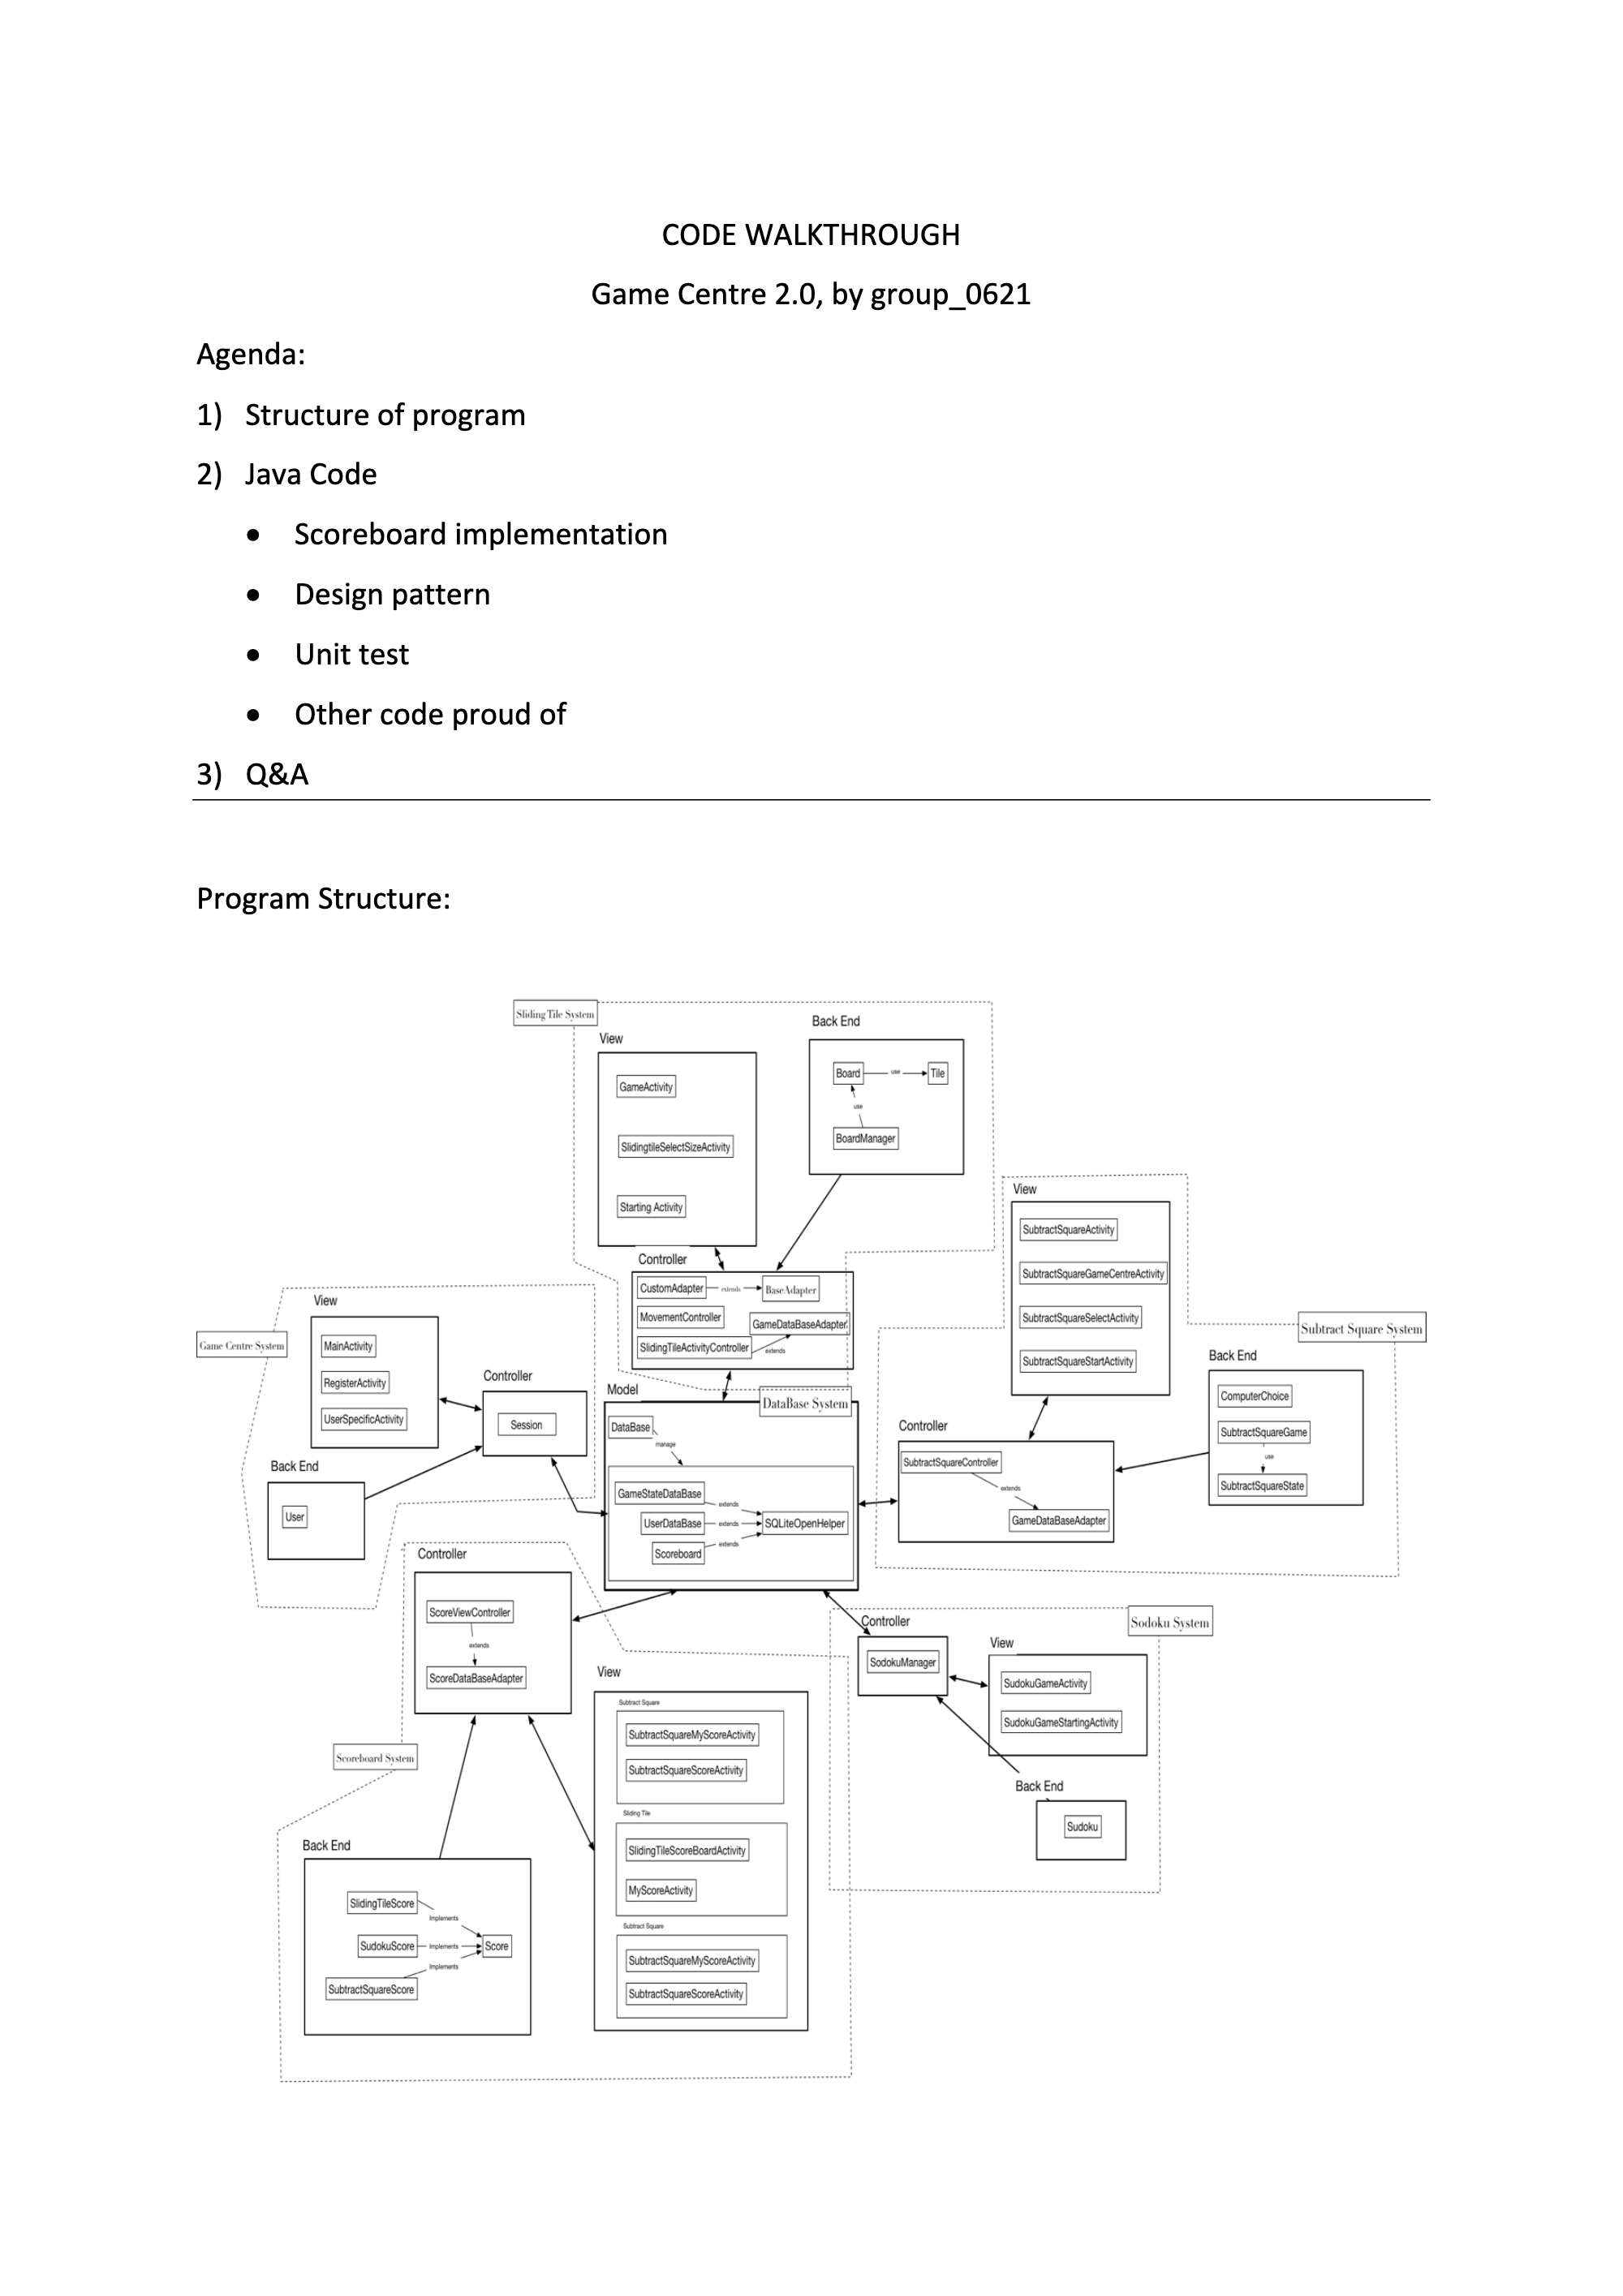 CODE WALKTHROUGH
Game Centre 2.0, by group_0621
Agenda:
1) Structure of program
2) Java Code
• Scoreboard implementation
• Design pattern
• Unit test
• Other code proud of
3) Q&A
Program Structure:
Sliding Tile System
View
GameActivity
SlidingtileSelectSizeActivity
Starting Activity
Back End
Board
use
Tile
use
BoardManager
Controller
CustomAdapter
extends
BaseAdapter
MovementController
GameDataBaseAdapter
SlidingTileActivityController
extends
Game Centre System
View
MainActivity
RegisterActivity
UserSpecificActivity
Controller
Session
Back End
User
Model
DataBase System
DataBase
manage
GameStateDataBase
extends
UserDataBase
extends
SQLiteOpenHelper
Scoreboard
extends
Subtract Square System
View
SubtractSquareActivity
SubtractSquareGameCentreActivity
SubtractSquareSelectActivity
SubtractSquareStartActivity
Back End
ComputerChoice
SubtractSquareGame
use
SubtractSquareState
Controller
SubtractSquareController
extends
GameDataBaseAdapter
Controller
ScoreViewController
extends
ScoreDataBaseAdapter
Scoreboard System
View
Subtract Square
SubtractSquareMyScoreActivity
SubtractSquareScoreActivity
Sliding Tile
SlidingTileScoreBoardActivity
MyScoreActivity
Subtract Square
SubtractSquareMyScoreActivity
SubtractSquareScoreActivity
Back End
SlidingTileScore
Implements
SudokuScore
Implements
Score
Implements
SubtractSquareScore
Sodoku System
Controller
SodokuManager
View
SudokuGameActivity
SudokuGameStartingActivity
Back End
Sudoku